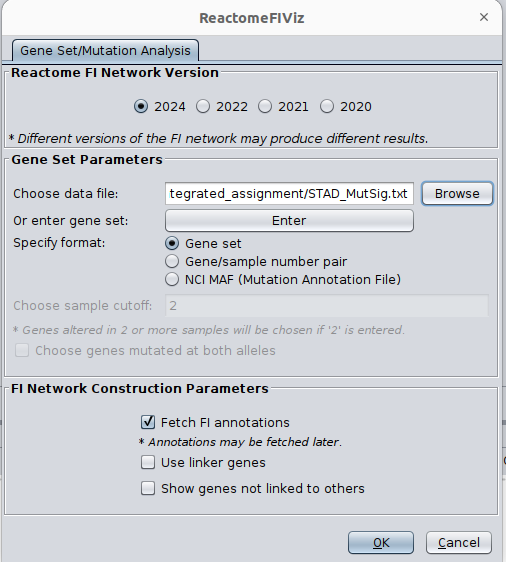 ReactomeFIViz
×
Gene Set/Mutation Analysis
Reactome FI Network Version
2024 2022 2021 2020
* Different versions of the FI network may produce different results.
Gene Set Parameters
Choose data file: tegrated_assignment/STAD_MutSig.txt Browse
Or enter gene set: Enter
Specify format: Gene set
Gene/sample number pair
NCI MAF (Mutation Annotation File)
Choose sample cutoff: 2
* Genes altered in 2 or more samples will be chosen if '2' is entered.
Choose genes mutated at both alleles
FI Network Construction Parameters
Fetch FI annotations
* Annotations may be fetched later.
Use linker genes
Show genes not linked to others
OK Cancel